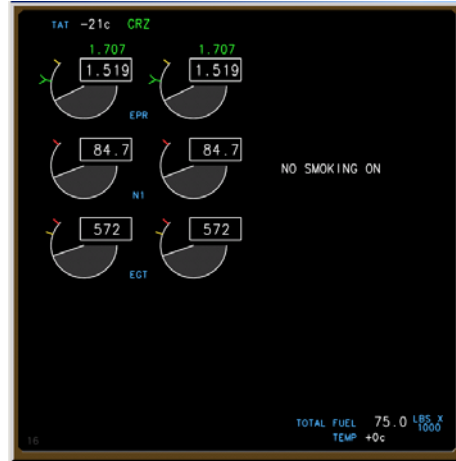 TAT -21c CRZ
1.707 1.707
1.519 1.519
EPR
84.7 84.7
N1
NO SMOKING ON
572 572
EGT
TOTAL FUEL 75.0 LBS X 1000
TEMP +0c
16